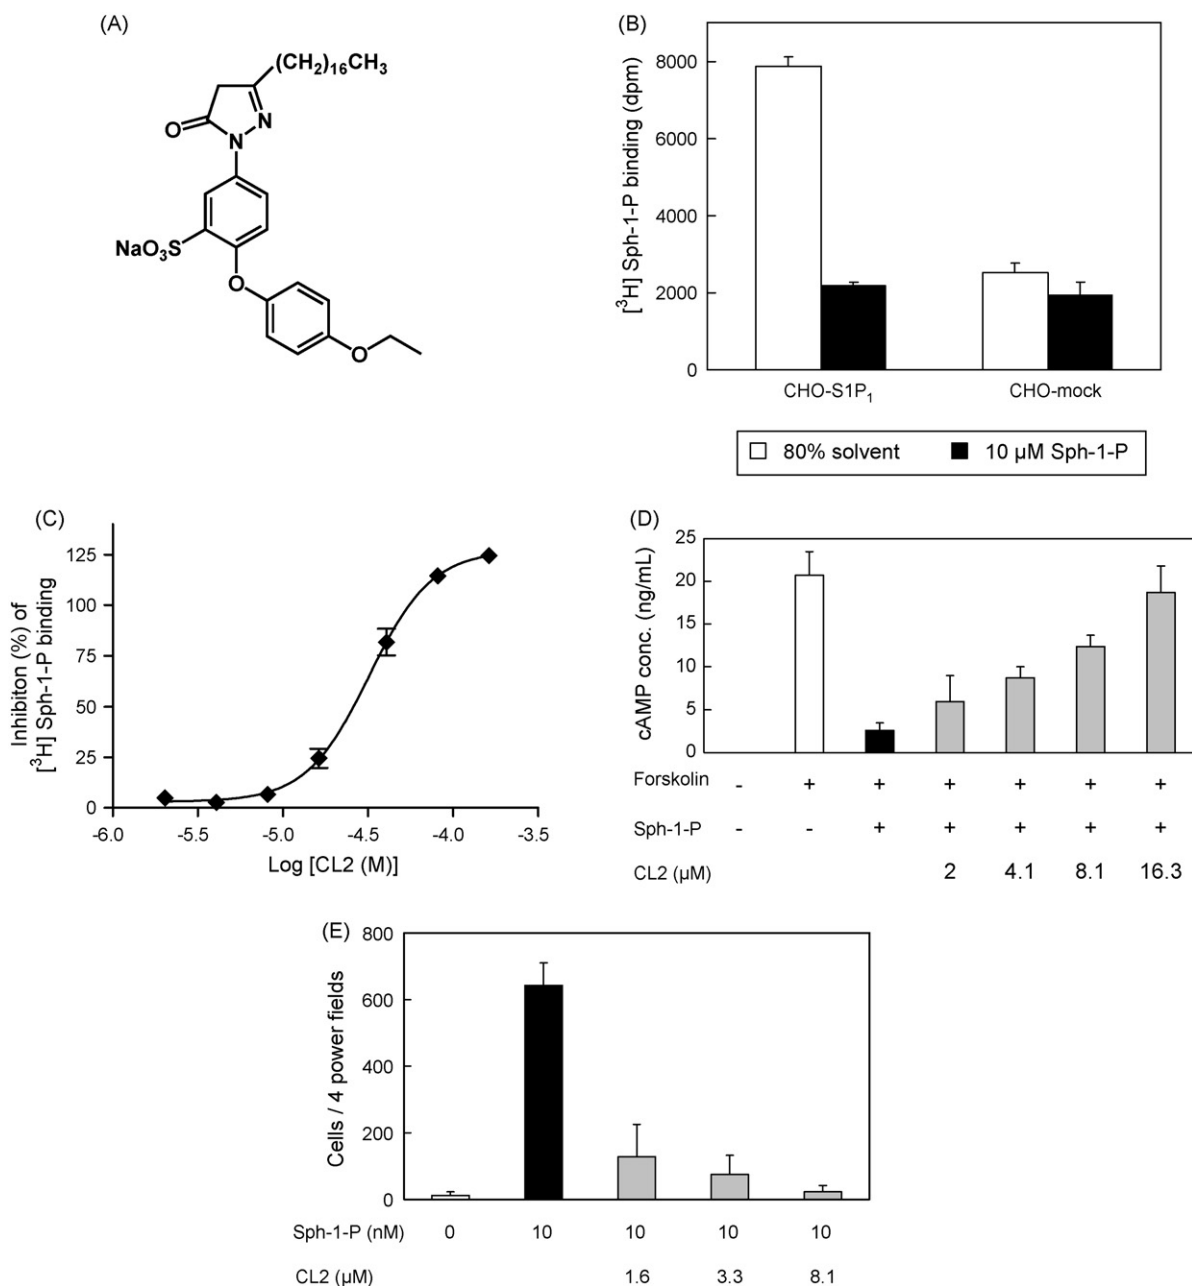 (A)
(CH₂)₁₆CH₃
O
N
N
NaO₃S
O
O
(B)
[³H] Sph-1-P binding (dpm)
8000
6000
4000
2000
0
CHO-S1P₁ CHO-mock
80% solvent 10 µM Sph-1-P
(C)
Inhibiton (%) of
[³H] Sph-1-P binding
125
100
75
50
25
0
-6.0 -5.5 -5.0 -4.5 -4.0 -3.5
Log [CL2 (M)]
(D)
cAMP conc. (ng/mL)
25
20
15
10
5
0
Forskolin - + + + + + +
Sph-1-P - - + + + + +
CL2 (µM) 2 4.1 8.1 16.3
(E)
Cells / 4 power fields
800
600
400
200
0
Sph-1-P (nM) 0 10 10 10 10
CL2 (µM) 1.6 3.3 8.1